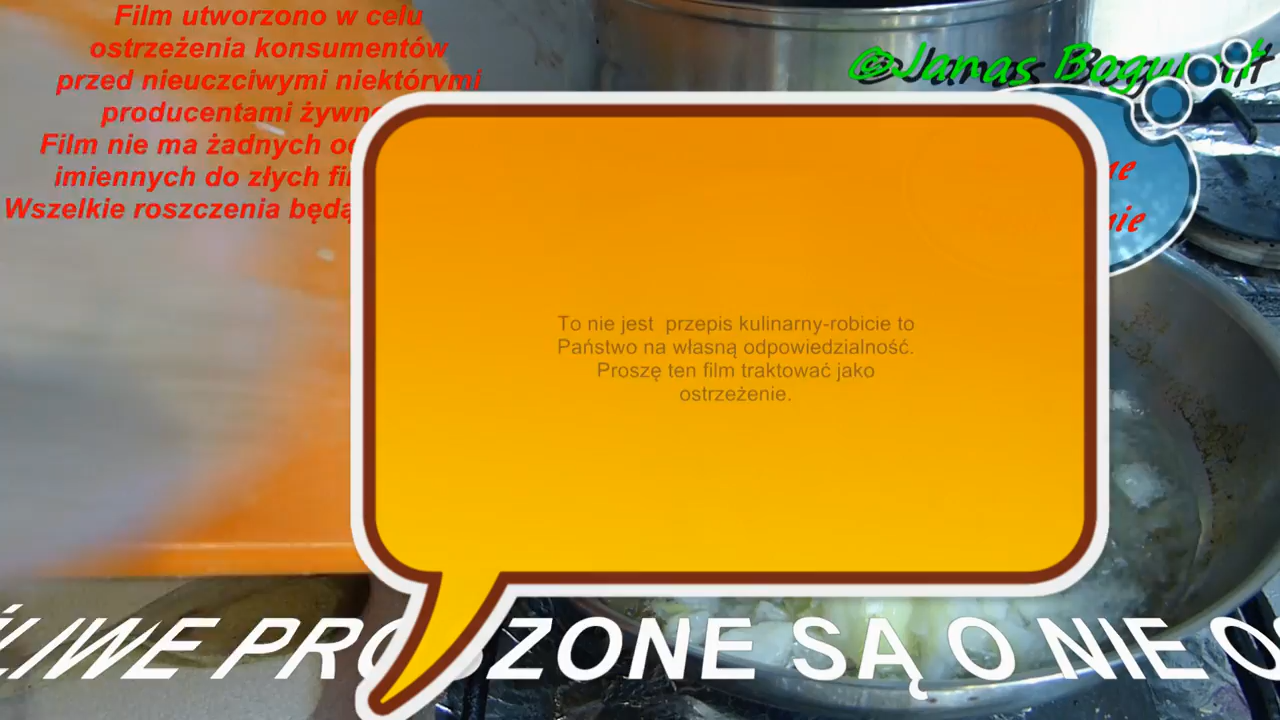 Film utworzono w celu
ostrzeżenia konsumentów
przed nieuczciwymi niektórymi
producentami
Film nie ma żadnych
imiennych do złych
Wszelkie roszczenia będą
©Janas Bogumił
To nie jest przepis kulinarny-robicie to
Państwo na własną odpowiedzialność.
Proszę ten film traktować jako
ostrzeżenie.
SĄ O NIE